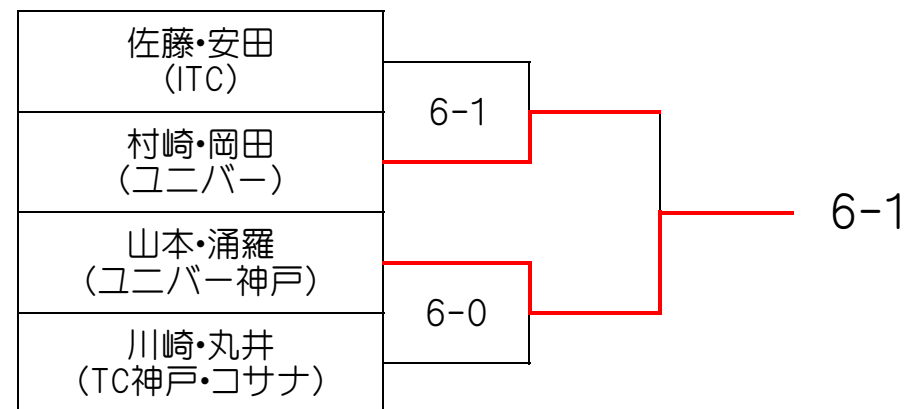 佐藤・安田
(ITC)
村崎・岡田
(ユニバー)
山本・涌羅
(ユニバー神戸)
川崎・丸井
(TC神戸・コサナ)
6-1
6-0
6-1